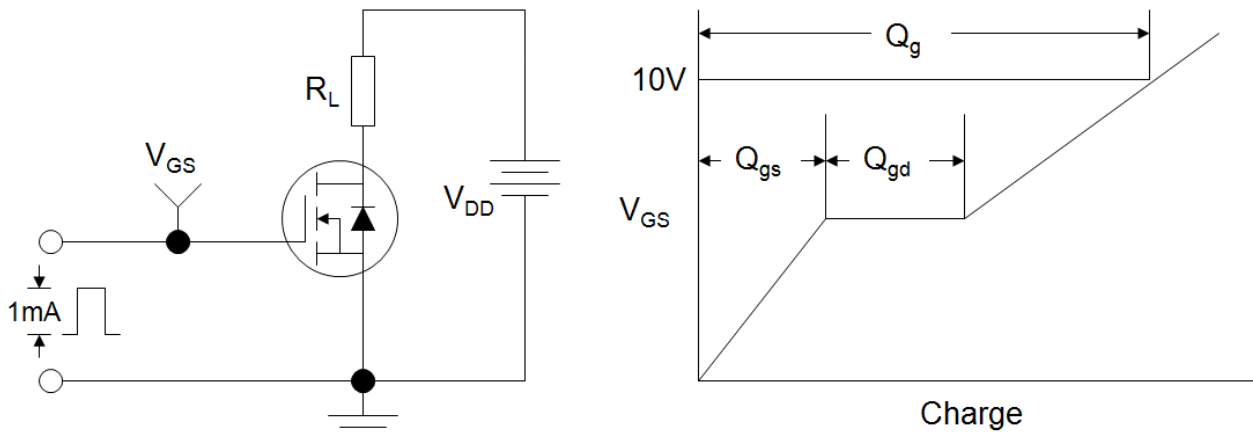 R_L
V_GS
V_DD
1mA
Q_g
10V
Q_gs
Q_gd
V_GS
Charge